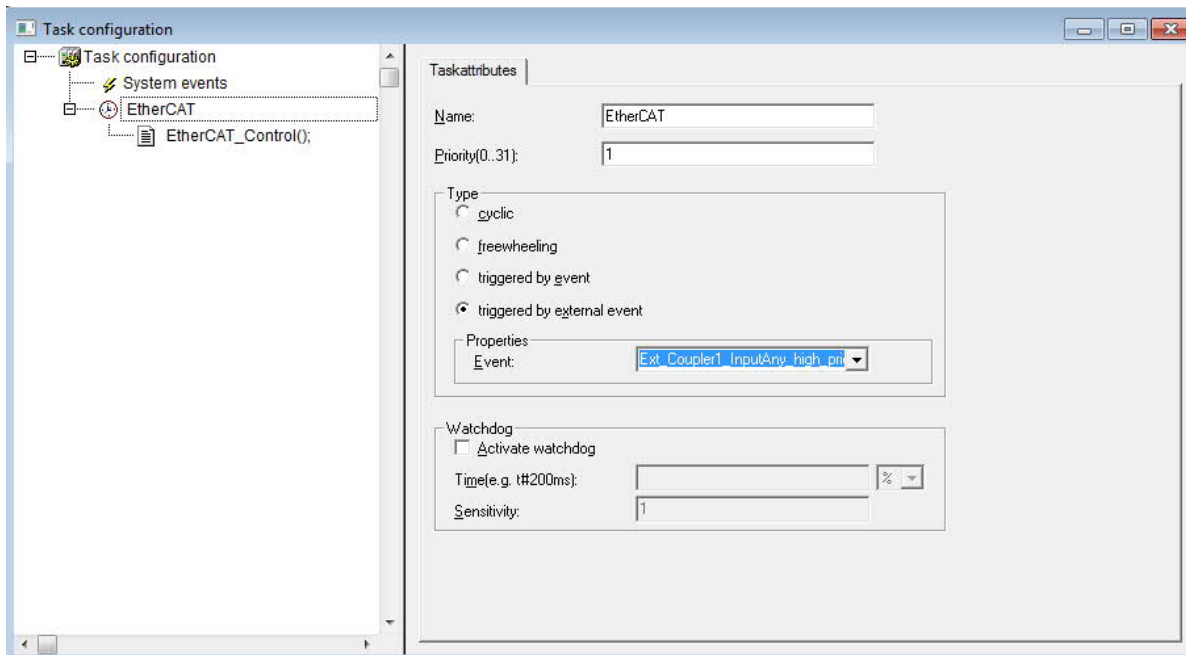 Task configuration
Task configuration
System events
EtherCAT
EtherCAT_Control();
Taskattributes
Name: EtherCAT
Priority(0..31): 1
Type
cyclic
freewheeling
triggered by event
triggered by external event
Properties
Event: Ext_Coupler1_InputAny_high_pri
Watchdog
Activate watchdog
Time(e.g. t#200ms): %
Sensitivity: 1